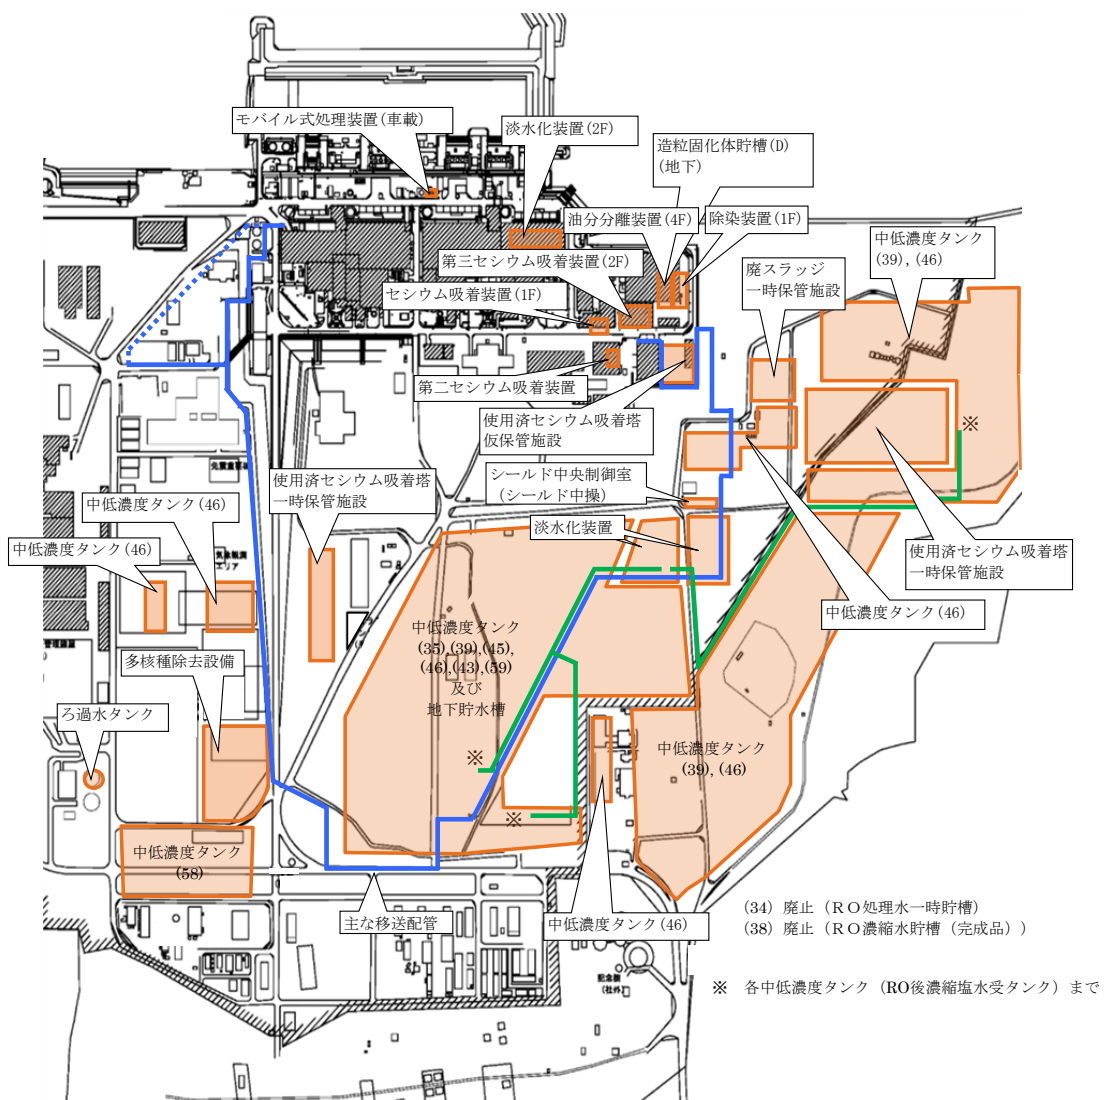 モバイル式処理装置(車載)
淡水化装置(2F)
造粒固化体貯槽(D)
(地下)
油分分離装置(4F)
除染装置(1F)
中低濃度タンク
(39), (46)
第三セシウム吸着装置(2F)
廃スラッジ
一時保管施設
セシウム吸着装置(1F)
第二セシウム吸着装置
使用済セシウム吸着塔
仮保管施設
※
シールド中央制御室
(シールド中操)
使用済セシウム吸着塔
一時保管施設
中低濃度タンク(46)
淡水化装置
中低濃度タンク(46)
使用済セシウム吸着塔
一時保管施設
エリア
中低濃度タンク(46)
中低濃度タンク
(35),(39),(45),
(46),(43),(59)
及び
地下貯水槽
多核種除去設備
ろ過水タンク
※
中低濃度タンク
(39), (46)
※
中低濃度タンク
(58)
主な移送配管
中低濃度タンク(46)
(34) 廃止（ＲＯ処理水一時貯槽）
(38) 廃止（ＲＯ濃縮水貯槽（完成品））
記念館
(社外)
※ 各中低濃度タンク（RO後濃縮塩水受タンク）まで